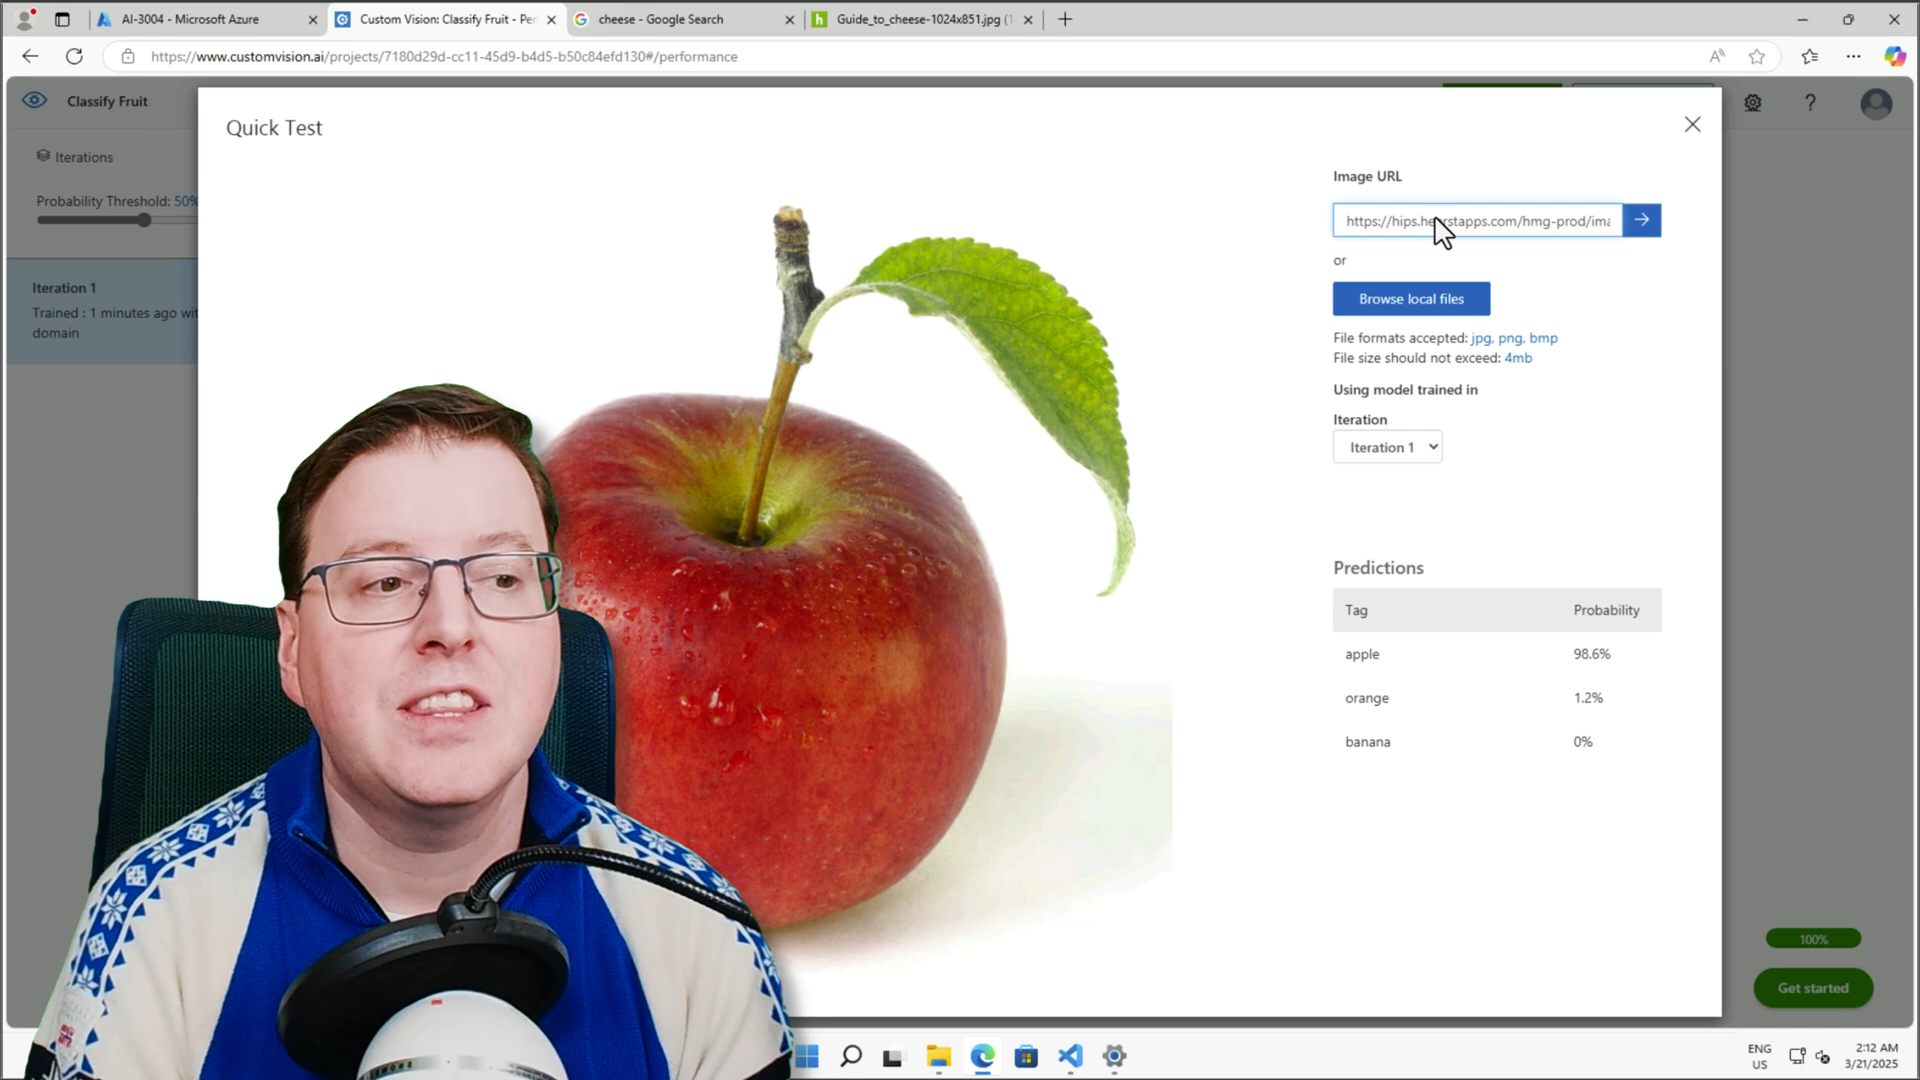 AI-3004 - Microsoft Azure
Custom Vision: Classify Fruit - Per
cheese - Google Search
Guide_to_cheese-1024x851.jpg (1
https://www.customvision.ai/projects/7180d29d-cc11-45d9-b4d5-b50c84efd130#/performance
Classify Fruit
?
Iterations
Probability Threshold: 50%
Iteration 1
Trained : 1 minutes ago wit
domain
Quick Test
Image URL
https://hips.hearstapps.com/hmg-prod/ima
or
Browse local files
File formats accepted: jpg, png, bmp
File size should not exceed: 4mb
Using model trained in
Iteration
Iteration 1
Predictions
Tag Probability
apple 98.6%
orange 1.2%
banana 0%
100%
Get started
ENG
US
2:12 AM
3/21/2025